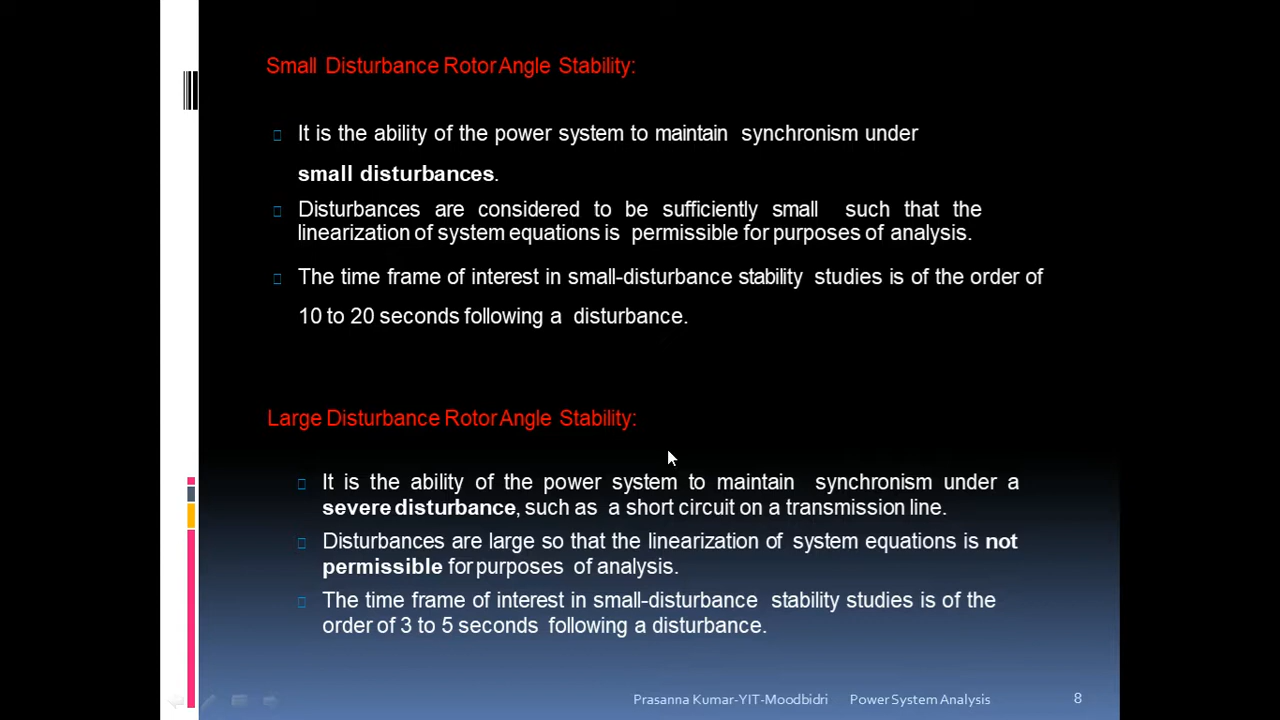 Small Disturbance Rotor Angle Stability:
It is the ability of the power system to maintain synchronism under
small disturbances.
Disturbances are considered to be sufficiently small such that the
linearization of system equations is permissible for purposes of analysis.
The time frame of interest in small-disturbance stability studies is of the order of
10 to 20 seconds following a disturbance.
Large Disturbance Rotor Angle Stability:
It is the ability of the power system to maintain synchronism under a
severe disturbance, such as a short circuit on a transmission line.
Disturbances are large so that the linearization of system equations is not
permissible for purposes of analysis.
The time frame of interest in small-disturbance stability studies is of the
order of 3 to 5 seconds following a disturbance.
Prasanna Kumar-YIT-Moodbidri Power System Analysis 8